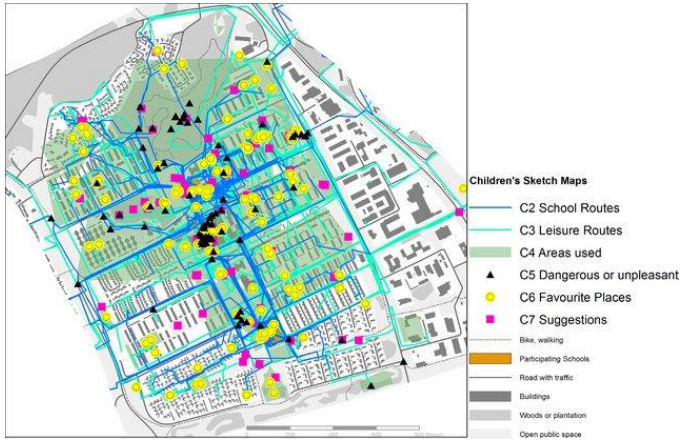 Children's Sketch Maps
C2 School Routes
C3 Leisure Routes
C4 Areas used
C5 Dangerous or unpleasant
C6 Favourite Places
C7 Suggestions
Bike, walking
Participating Schools
Road with traffic
Buildings
Woods or plantation
Open public space